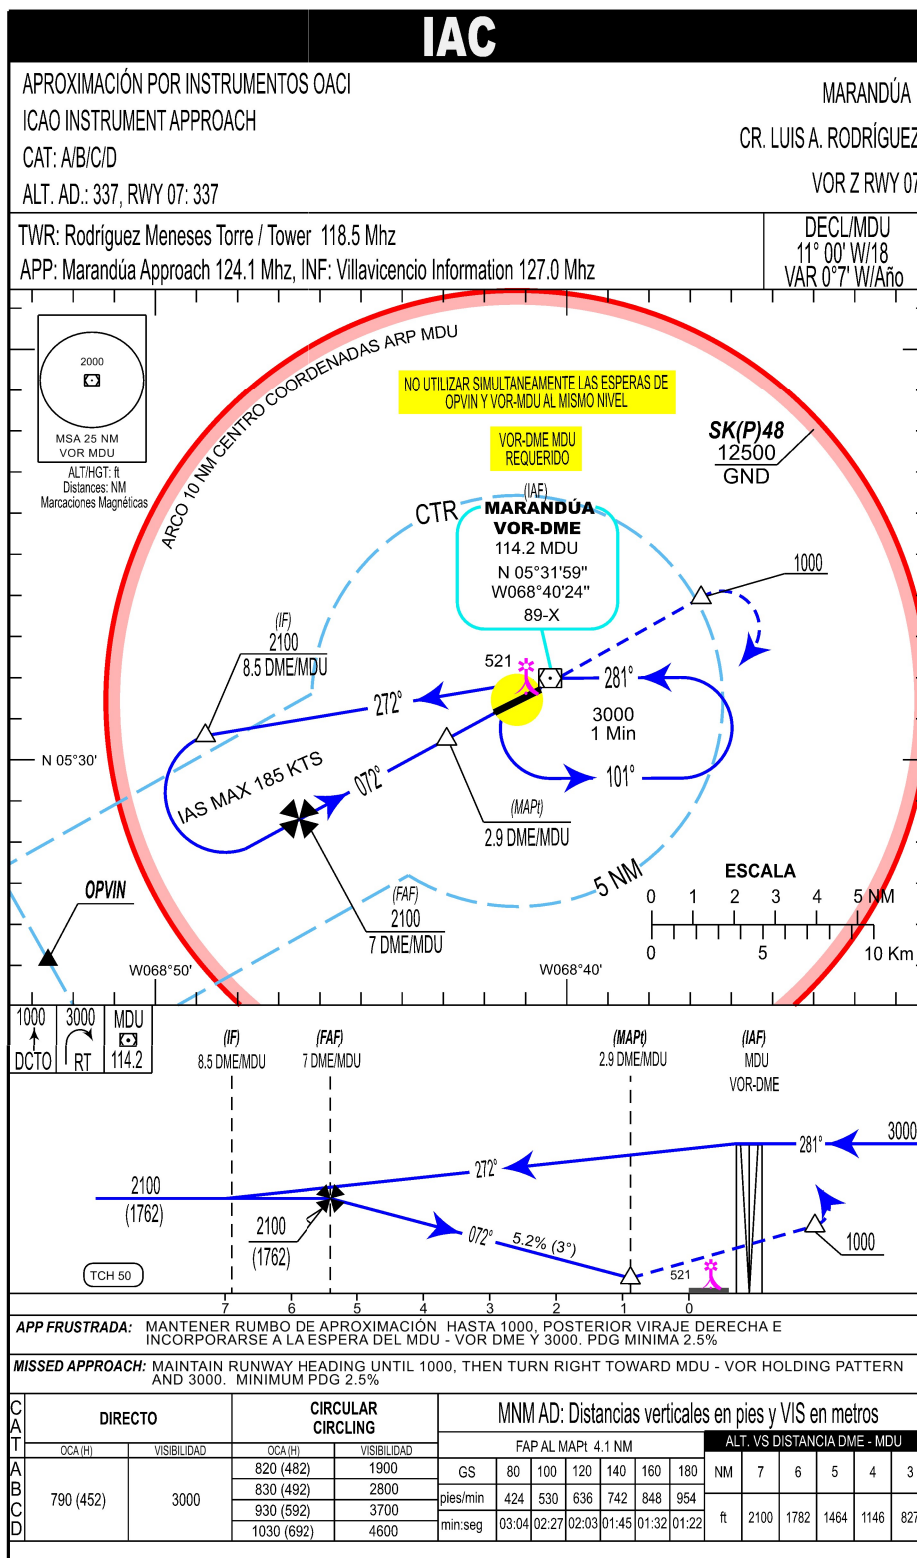 IAC
APROXIMACIÓN POR INSTRUMENTOS OACI
ICAO INSTRUMENT APPROACH
CAT: A/B/C/D
ALT. AD.: 337, RWY 07: 337
MARANDÚA
CR. LUIS A. RODRÍGUEZ
VOR Z RWY 07
TWR: Rodríguez Meneses Torre / Tower 118.5 Mhz
APP: Marandúa Approach 124.1 Mhz, INF: Villavicencio Information 127.0 Mhz
DECL/MDU
11° 00' W/18
VAR 0°7' W/Año
2000
MSA 25 NM
VOR MDU
ALT/HGT: ft
Distances: NM
Marcaciones Magnéticas
ARCO 10 NM CENTRO COORDENADAS ARP MDU
NO UTILIZAR SIMULTANEAMENTE LAS ESPERAS DE
OPVIN Y VOR-MDU AL MISMO NIVEL
VOR-DME MDU
REQUERIDO
SK(P)48
12500
GND
CTR
(IAF)
MARANDÚA
VOR-DME
114.2 MDU
N 05°31'59"
W068°40'24"
89-X
1000
(IF)
2100
8.5 DME/MDU
521
272°
281°
3000
1 Min
101°
N 05°30'
IAS MAX 185 KTS
072°
(MAPt)
2.9 DME/MDU
OPVIN
(FAF)
2100
7 DME/MDU
5 NM
ESCALA
0 1 2 3 4 5 NM
0 5 10 Km
W068°50'
W068°40'
1000
DCTO
3000
RT
MDU
114.2
(IF)
8.5 DME/MDU
(FAF)
7 DME/MDU
(MAPt)
2.9 DME/MDU
(IAF)
MDU
VOR-DME
281°
3000
272°
2100
(1762)
2100
(1762)
072°
5.2% (3°)
1000
521
TCH 50
7 6 5 4 3 2 1 0
APP FRUSTRADA: MANTENER RUMBO DE APROXIMACIÓN HASTA 1000, POSTERIOR VIRAJE DERECHA E
INCORPORARSE A LA ESPERA DEL MDU - VOR DME Y 3000. PDG MINIMA 2.5%
MISSED APPROACH: MAINTAIN RUNWAY HEADING UNTIL 1000, THEN TURN RIGHT TOWARD MDU - VOR HOLDING PATTERN
AND 3000. MINIMUM PDG 2.5%
CAT
DIRECTO
CIRCULAR
CIRCLING
MNM AD: Distancias verticales en pies y VIS en metros
OCA (H) VISIBILIDAD OCA (H) VISIBILIDAD
FAP AL MAPt 4.1 NM
ALT. VS DISTANCIA DME - MDU
A 820 (482) 1900
B 830 (492) 2800
790 (452) 3000
C 930 (592) 3700
D 1030 (692) 4600
GS 80 100 120 140 160 180
pies/min 424 530 636 742 848 954
min:seg 03:04 02:27 02:03 01:45 01:32 01:22
NM 7 6 5 4 3
ft 2100 1782 1464 1146 827